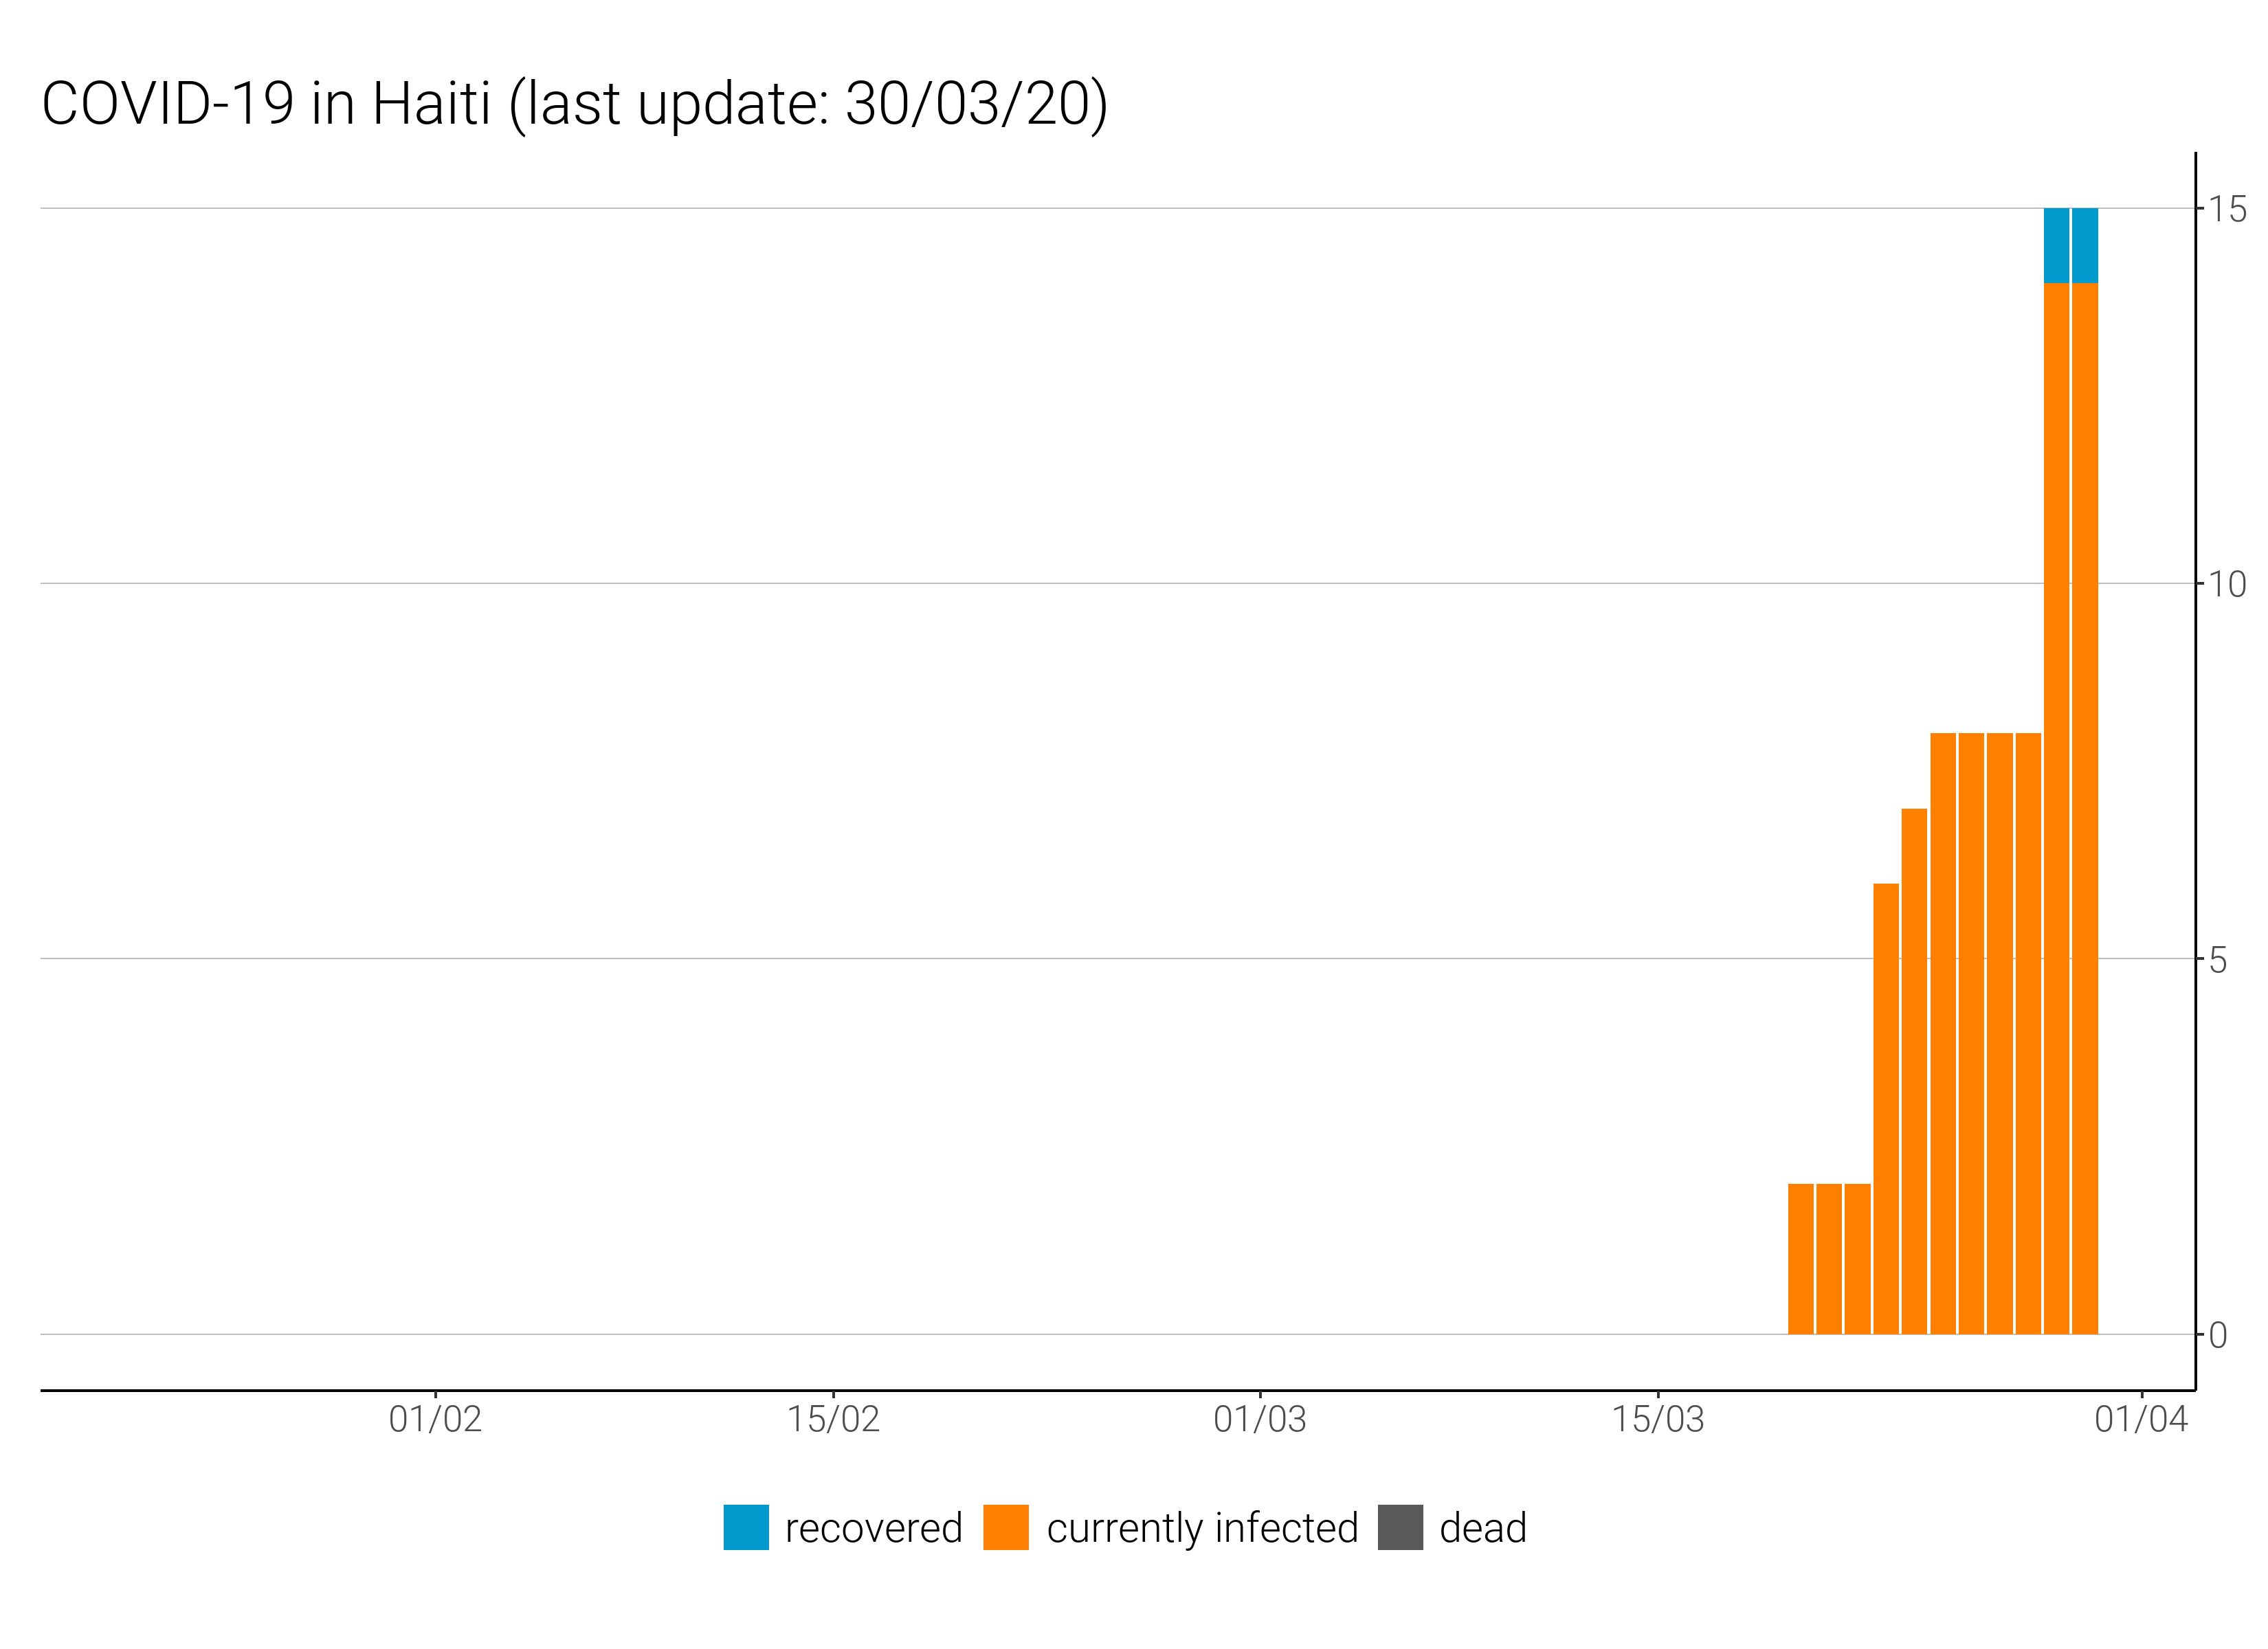 COVID-19 in Haiti (last update: 30/03/20)
15
10
5
0
01/02 15/02 01/03 15/03 01/04
recovered currently infected dead